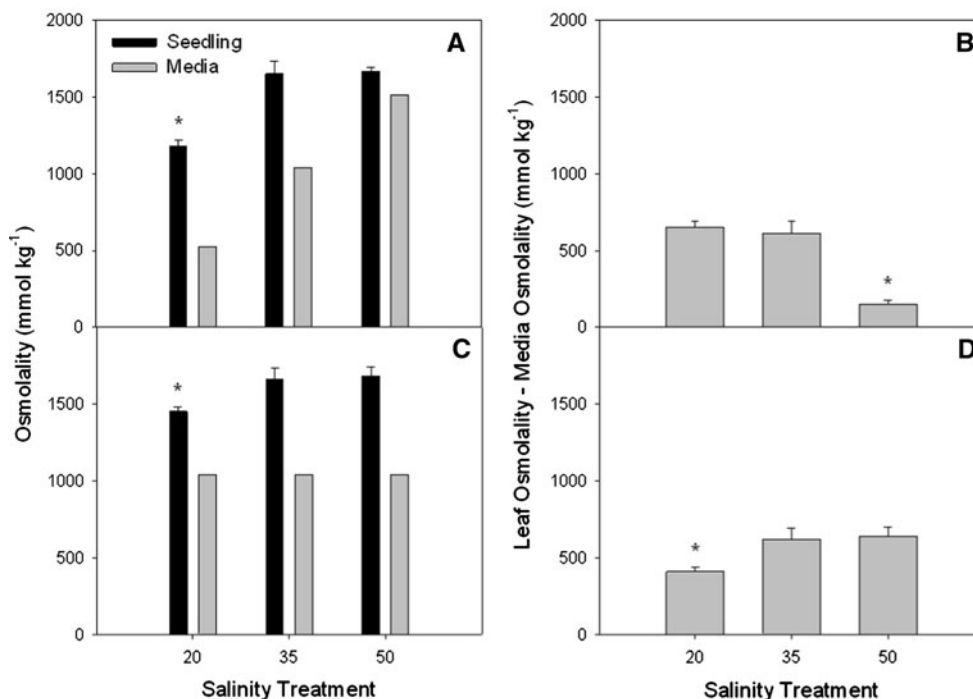 2000
A
Seedling
Media
*
1500
1000
500
0
Osmolality (mmol kg-1)
C
*
1500
1000
500
0
20 35 50
Salinity Treatment
2000
B
1500
1000
500
*
0
Leaf Osmolality - Media Osmolality (mmol kg-1)
D
1500
1000
500
*
0
20 35 50
Salinity Treatment